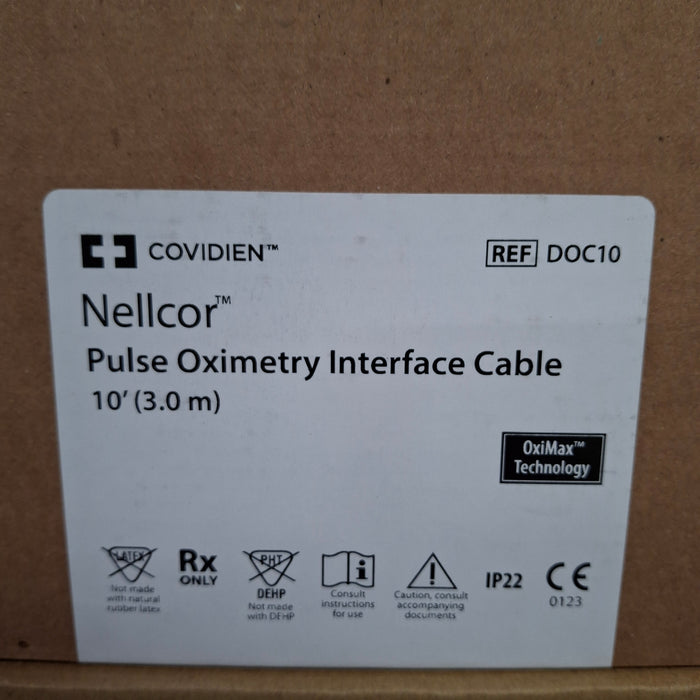 COVIDIEN™
REF DOC10
Nellcor™
Pulse Oximetry Interface Cable
10' (3.0 m)
OxiMax™
Technology
LATEX
Not made
with natural
rubber latex
Rx
ONLY
PHT
DEHP
Not made
with DEHP
i
Consult
instructions
for use
!
Caution, consult
accompanying
documents
IP22
CE
0123